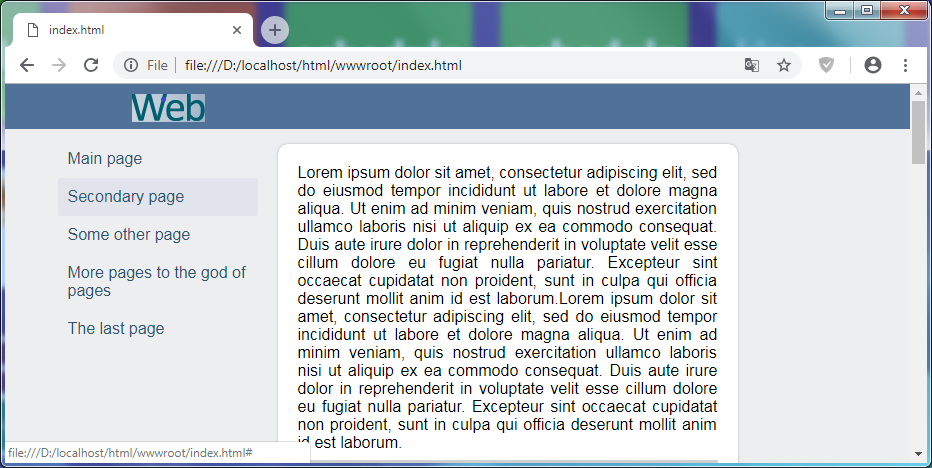 index.html
File
file:///D:/localhost/html/wwwroot/index.html
Web
Main page
Secondary page
Some other page
More pages to the god of
pages
The last page
Lorem ipsum dolor sit amet, consectetur adipiscing elit, sed
do eiusmod tempor incididunt ut labore et dolore magna
aliqua. Ut enim ad minim veniam, quis nostrud exercitation
ullamco laboris nisi ut aliquip ex ea commodo consequat.
Duis aute irure dolor in reprehenderit in voluptate velit esse
cillum dolore eu fugiat nulla pariatur. Excepteur sint
occaecat cupidatat non proident, sunt in culpa qui officia
deserunt mollit anim id est laborum.Lorem ipsum dolor sit
amet, consectetur adipiscing elit, sed do eiusmod tempor
incididunt ut labore et dolore magna aliqua. Ut enim ad
minim veniam, quis nostrud exercitation ullamco laboris
nisi ut aliquip ex ea commodo consequat. Duis aute irure
dolor in reprehenderit in voluptate velit esse cillum dolore
eu fugiat nulla pariatur. Excepteur sint occaecat cupidatat
non proident, sunt in culpa qui officia deserunt mollit anim
id est laborum.
file:///D:/localhost/html/wwwroot/index.html#